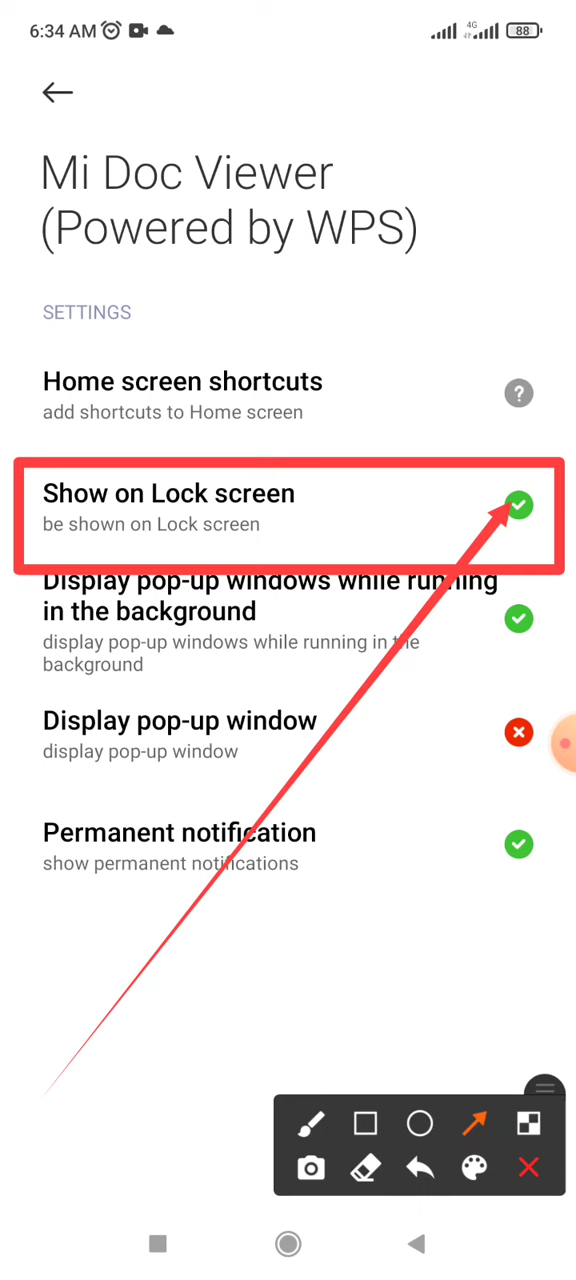 6:34 AM
4G
88
Mi Doc Viewer
(Powered by WPS)
SETTINGS
Home screen shortcuts
add shortcuts to Home screen
?
Show on Lock screen
be shown on Lock screen
Display pop-up windows while running
in the background
display pop-up windows while running in the
background
Display pop-up window
display pop-up window
Permanent notification
show permanent notifications